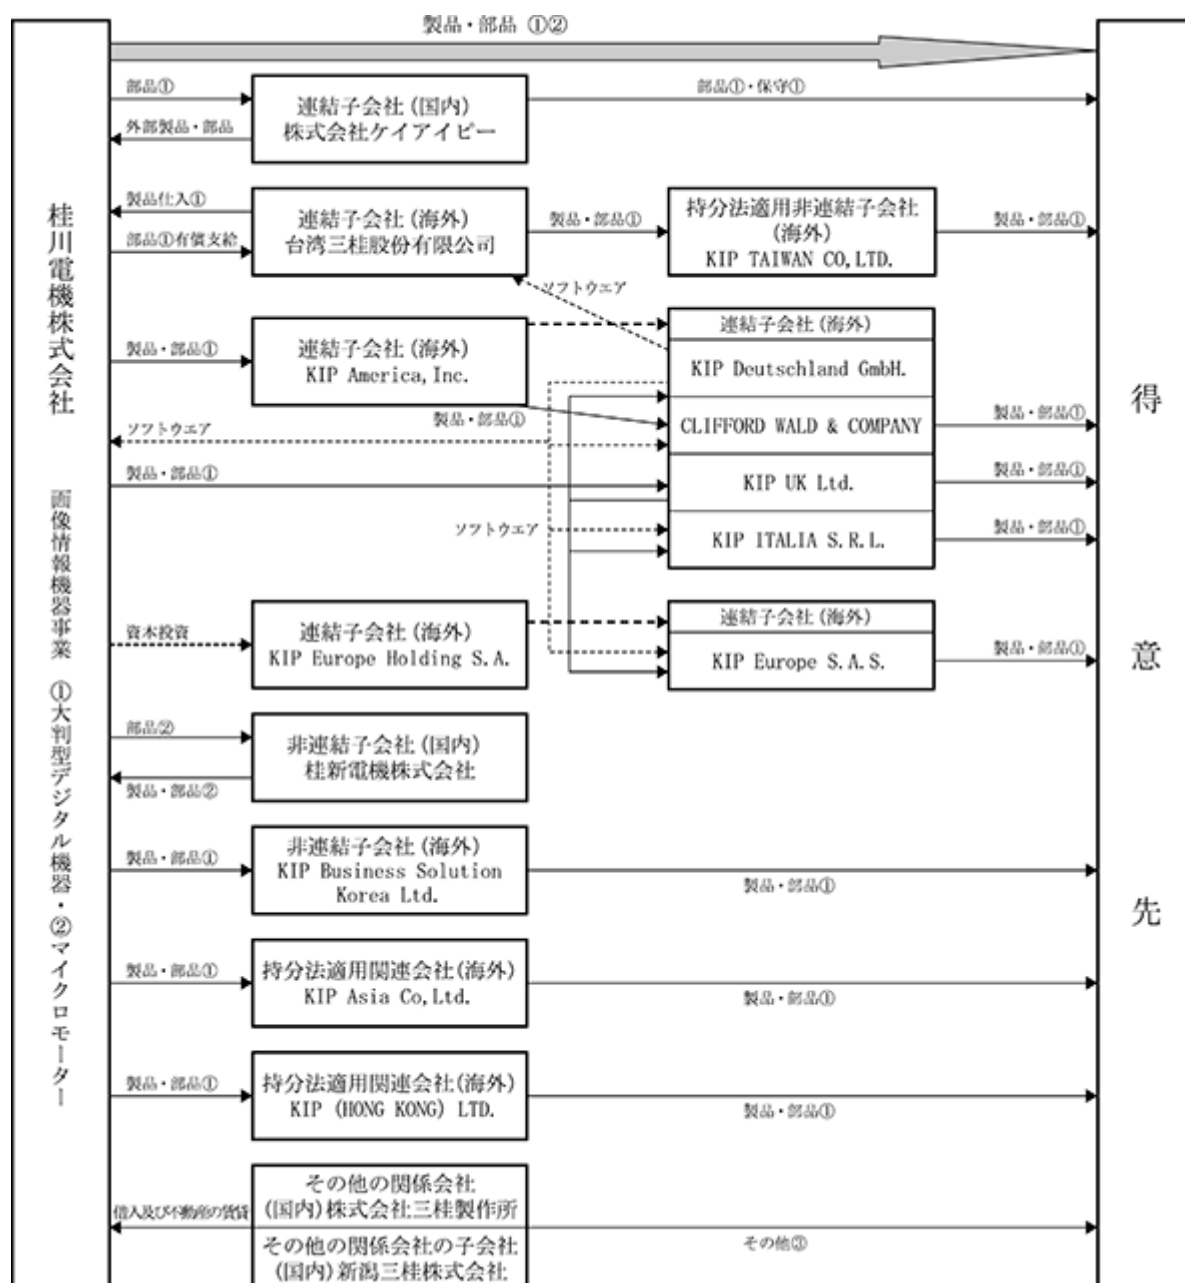 製品・部品 ①②
桂川電機株式会社
画像情報機器事業 ①大判型デジタル機器・②マイクロモーター
得意先
部品①
外部製品・部品
連結子会社(国内)
株式会社ケイアイピー
部品①・保守①
製品仕入①
部品①有償支給
連結子会社(海外)
台湾三桂股份有限公司
製品・部品①
持分法適用非連結子会社
(海外)
KIP TAIWAN CO,LTD.
製品・部品①
ソフトウエア
製品・部品①
連結子会社(海外)
KIP America,Inc.
製品・部品①
連結子会社(海外)
KIP Deutschland GmbH.
CLIFFORD WALD & COMPANY
製品・部品①
KIP UK Ltd.
製品・部品①
KIP ITALIA S.R.L.
製品・部品①
ソフトウエア
製品・部品①
ソフトウエア
資本投資
連結子会社(海外)
KIP Europe Holding S.A.
連結子会社(海外)
KIP Europe S.A.S.
製品・部品①
部品②
製品・部品②
非連結子会社(国内)
桂新電機株式会社
製品・部品①
非連結子会社(海外)
KIP Business Solution
Korea Ltd.
製品・部品①
製品・部品①
持分法適用関連会社(海外)
KIP Asia Co,Ltd.
製品・部品①
製品・部品①
持分法適用関連会社(海外)
KIP (HONG KONG) LTD.
製品・部品①
借入及び不動産の賃貸
その他の関係会社
(国内)株式会社三桂製作所
その他の関係会社の子会社
(国内)新潟三桂株式会社
その他③